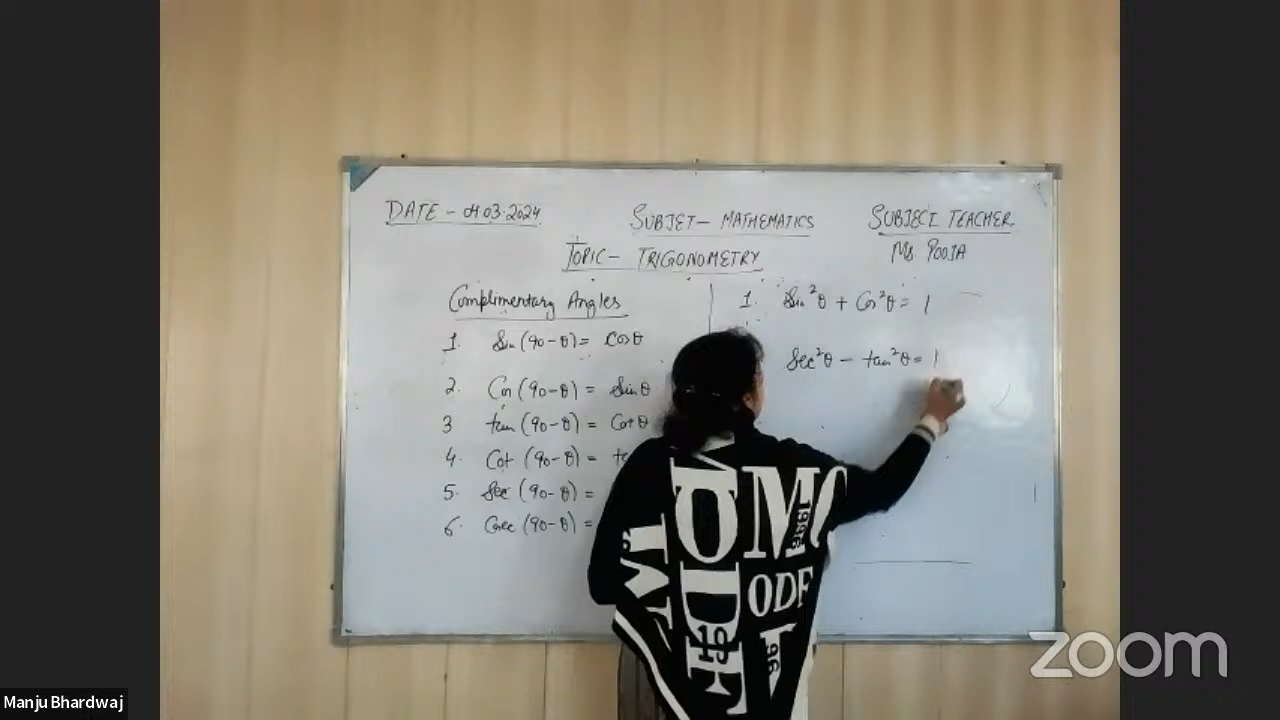 DATE - 04.03.2024
SUBJET - MATHEMATICS
SUBJECT TEACHER
Ms POOJA
TOPIC - TRIGONOMETRY
Complimentary Angles
1. Sin (90-θ) = Cosθ
2. Cos (90-θ) = Sinθ
3 tan (90-θ) = Cotθ
4. Cot (90-θ) =
5. Sec (90-θ) =
6. Cosec (90-θ) =
1. Sin²θ + Cos²θ = 1
Sec²θ - tan²θ = 1
zoom
Manju Bhardwaj